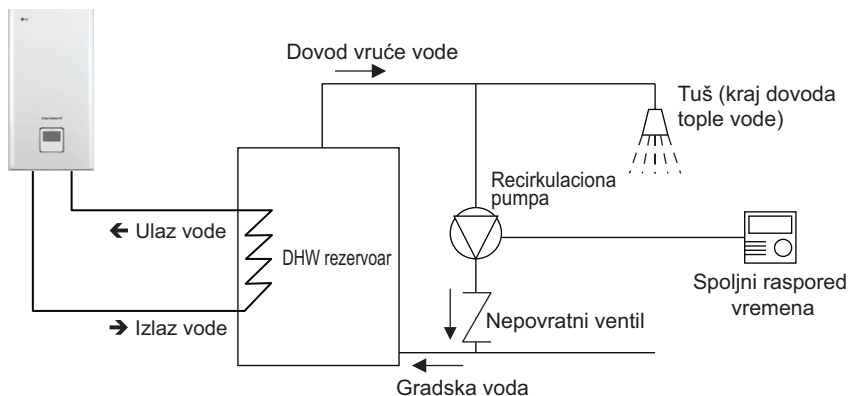 LG
Dovod vruće vode
Tuš (kraj dovoda
tople vode)
Recirkulaciona
pumpa
Ulaz vode
DHW rezervoar
Spoljni raspored
vremena
Nepovratni ventil
Izlaz vode
Gradska voda